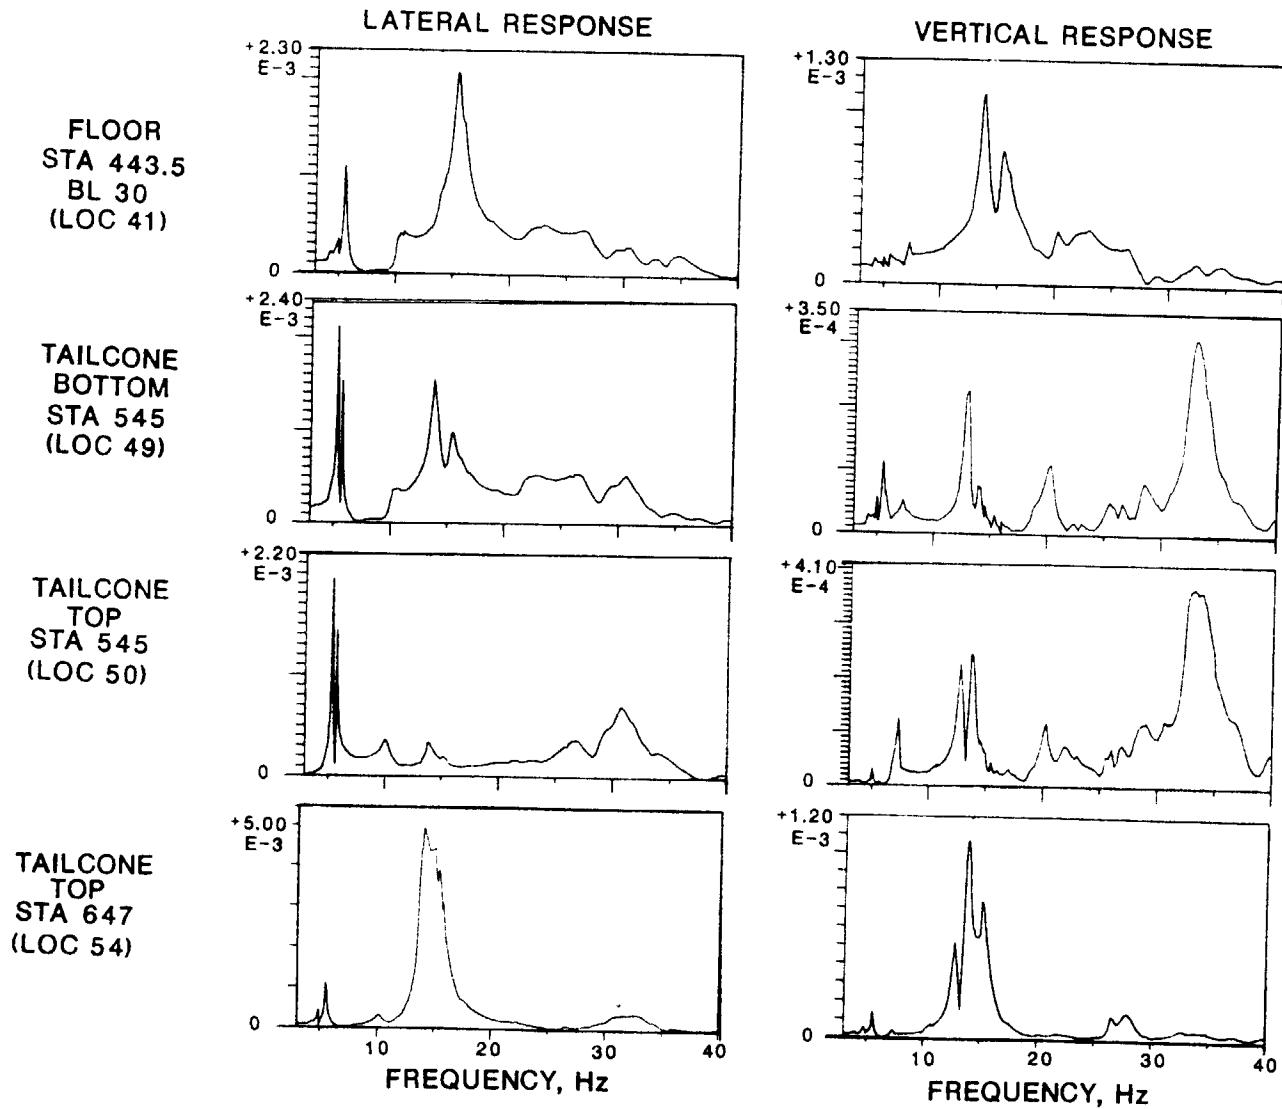 LATERAL RESPONSE
VERTICAL RESPONSE
FLOOR
STA 443.5
BL 30
(LOC 41)
+2.30
E-3
0
+1.30
E-3
0
TAILCONE
BOTTOM
STA 545
(LOC 49)
+2.40
E-3
0
+3.50
E-4
0
TAILCONE
TOP
STA 545
(LOC 50)
+2.20
E-3
0
+4.10
E-4
0
TAILCONE
TOP
STA 647
(LOC 54)
+5.00
E-3
0
+1.20
E-3
0
10 20 30 40
FREQUENCY, Hz
10 20 30 40
FREQUENCY, Hz